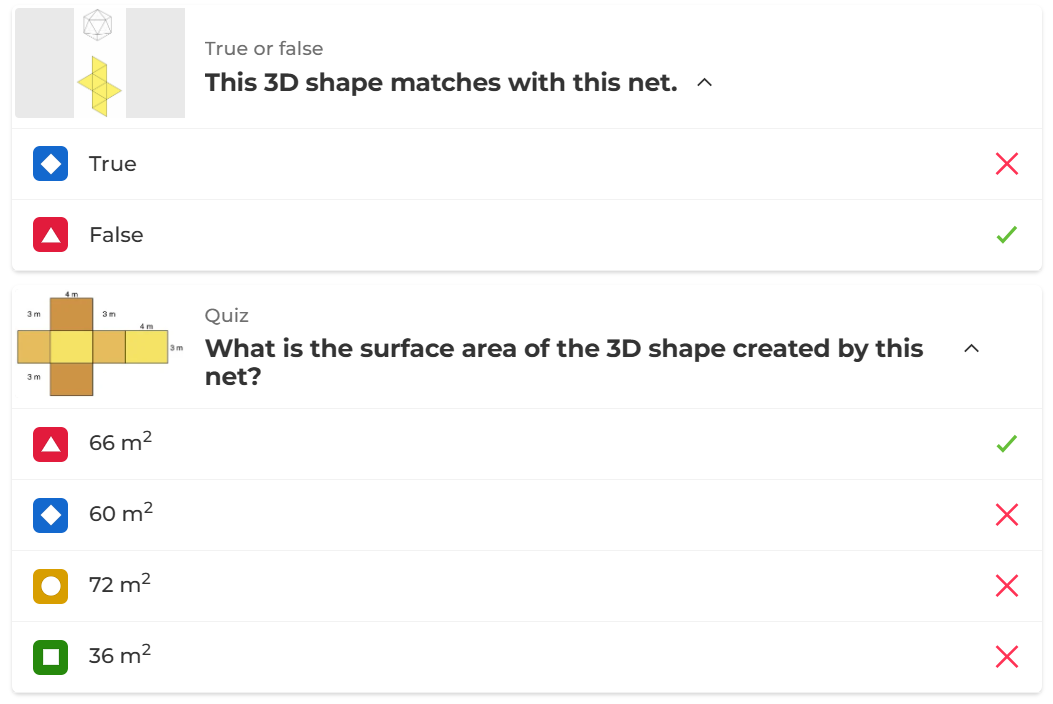 True or false
This 3D shape matches with this net.
True
False
4 m
3 m
3 m
4 m
3 m
3 m
Quiz
What is the surface area of the 3D shape created by this
net?
66 m²
60 m²
72 m²
36 m²